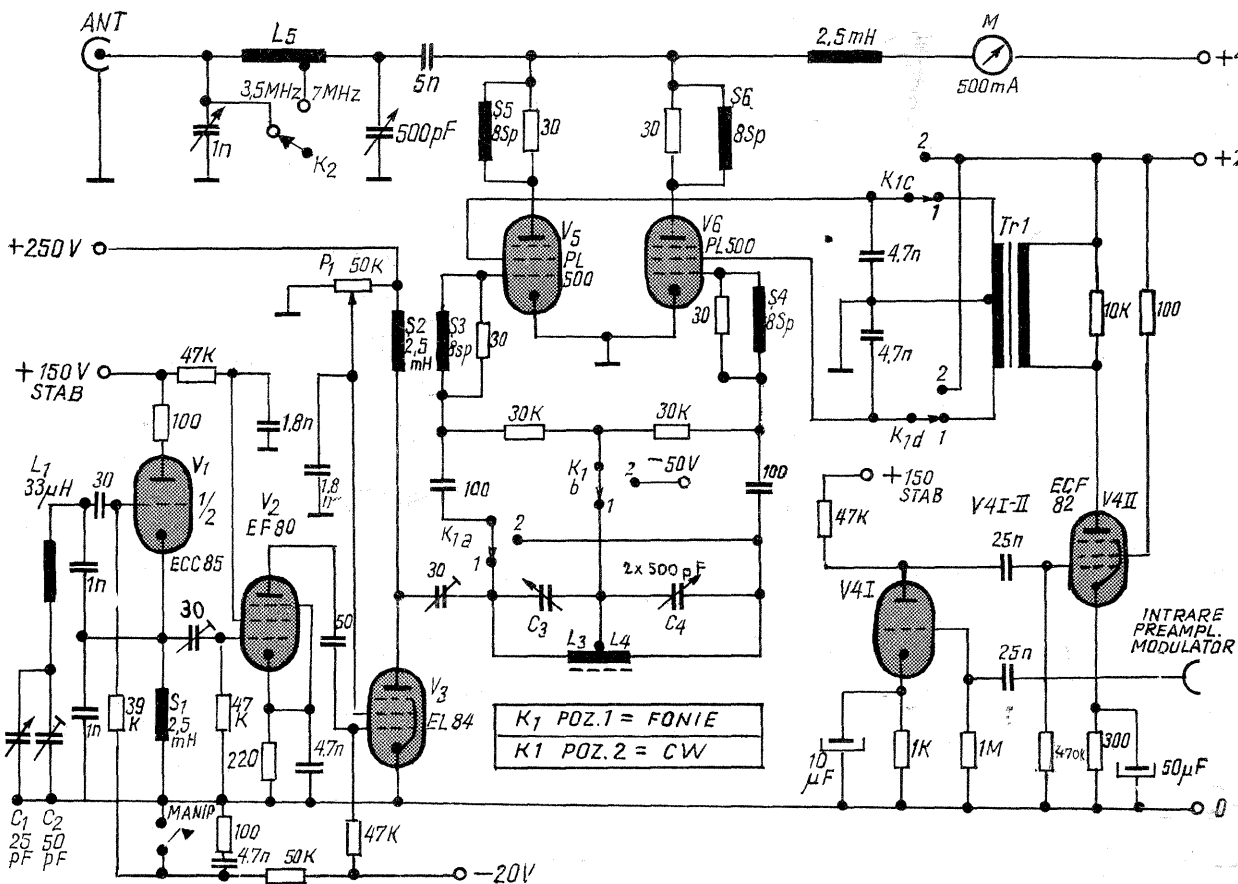 ANT
L5
5n
2,5mH
M
500mA
+4
3,5MHz
7MHz
1n
K2
500pF
S5
8Sp
30
30
S6
8Sp
2
+2
K1c
1
+250V
P1
50K
V5
PL
500
V6
PL500
4,7n
4,7n
Tr1
10K
100
S2
2,5
mH
S3
8sp
30
30
S4
8Sp
+150V
STAB
47K
100
1,8n
1,8
n
30K
30K
K1
b
2
-50V
1
100
100
K1d
1
2
L1
33µH
30
V1
1/2
ECC85
V2
EF80
K1a
1
2
+150
STAB
47K
V4I-II
25n
ECF
82
V4II
1n
30
50
30
C3
2x500pF
C4
L3
L4
V4I
INTRARE
PREAMPL.
MODULATOR
25n
1n
39
K
S1
2,5
mH
47
K
220
4,7n
V3
EL84
K1 POZ.1 = FONIE
K1 POZ.2 = CW
10
µF
1K
1M
470k
300
50µF
0
C1
25
pF
C2
50
pF
MANIP
100
4,7n
50K
47K
-20V